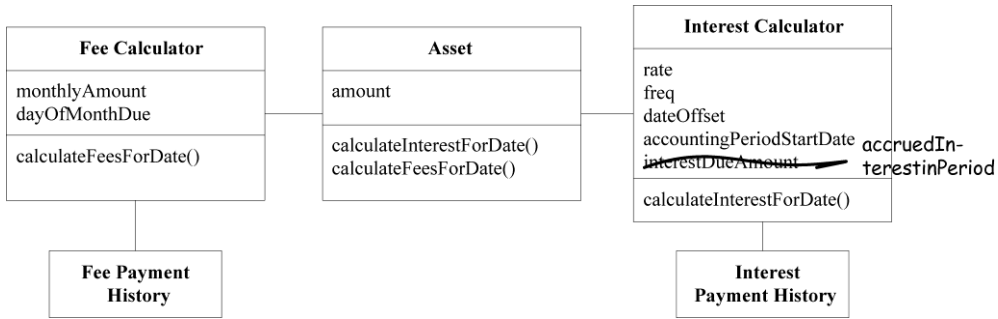 Fee Calculator
monthlyAmount
dayOfMonthDue
calculateFeesForDate()
Fee Payment
History
Asset
amount
calculateInterestForDate()
calculateFeesForDate()
Interest Calculator
rate
freq
dateOffset
accountingPeriodStartDate
interestDueAmount
accruedIn-
terestinPeriod
calculateInterestForDate()
Interest
Payment History